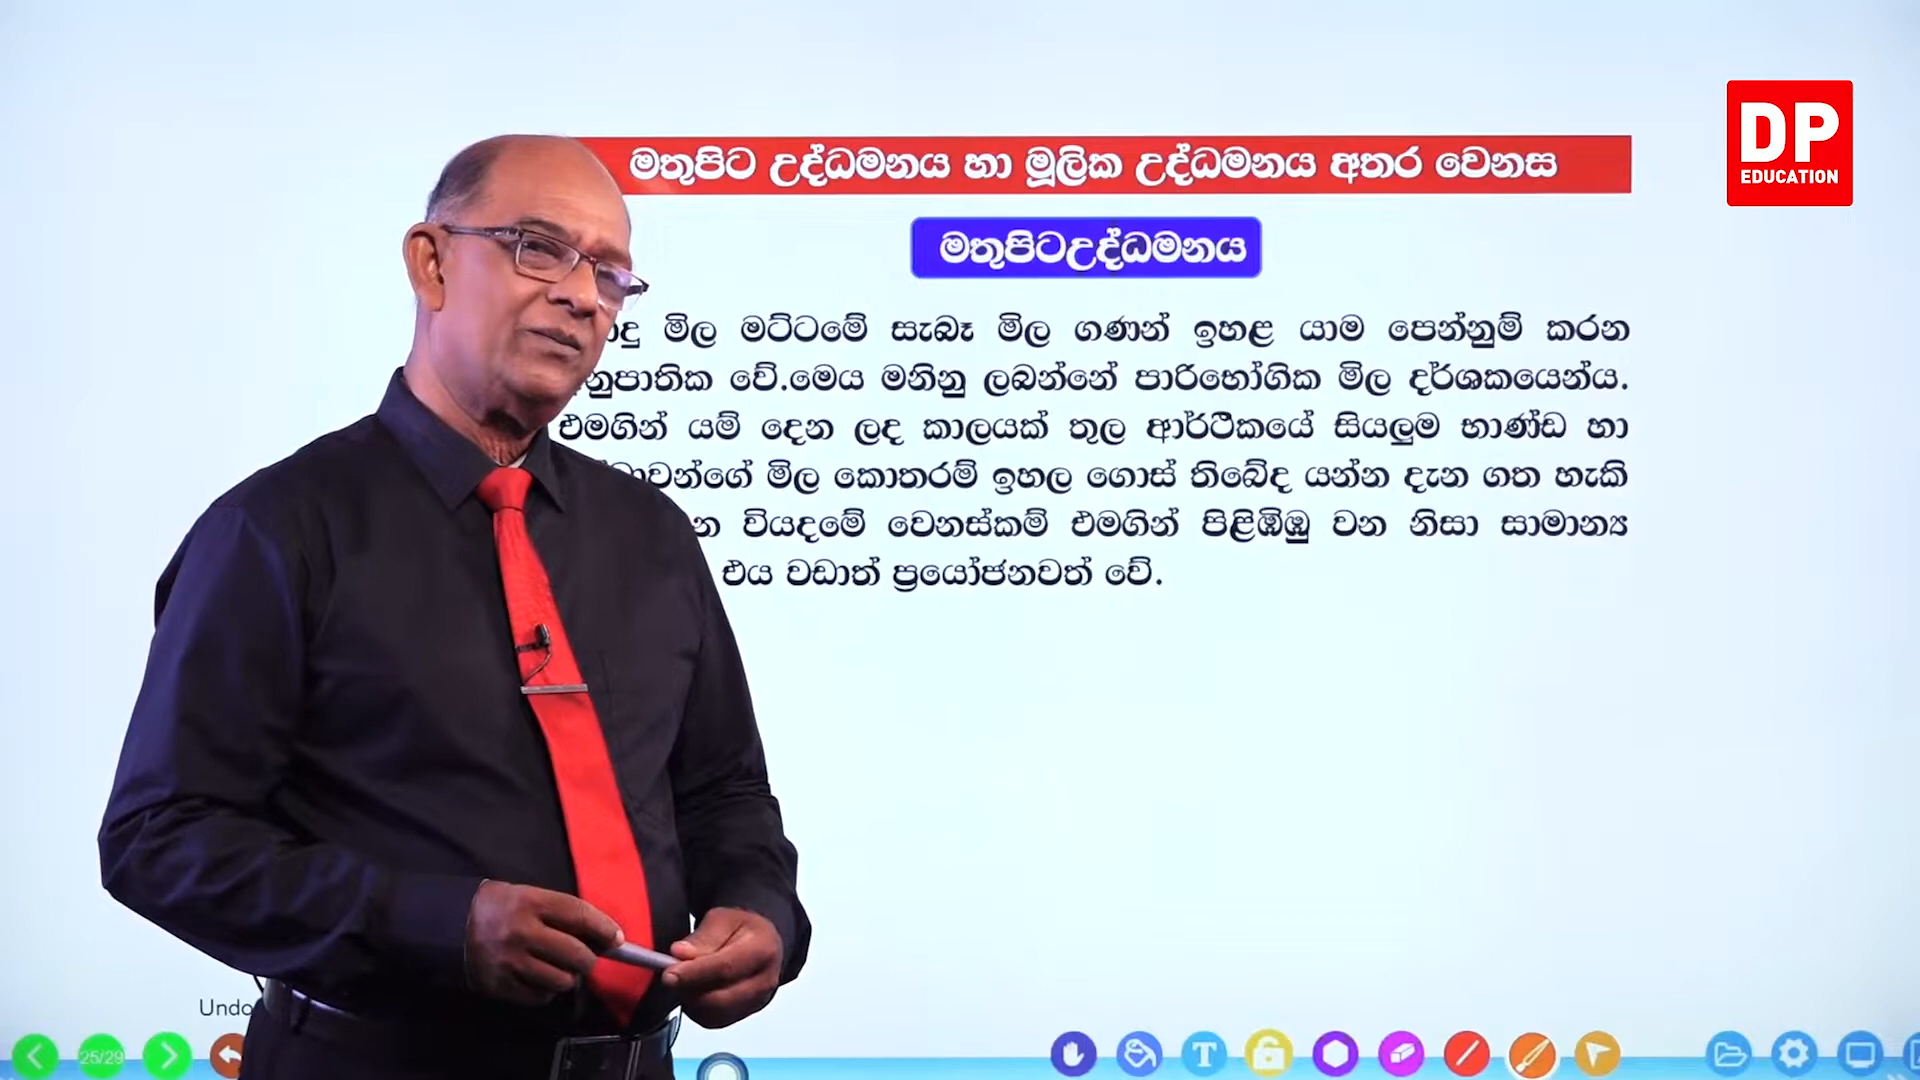 DP
EDUCATION
මතුපිට උද්ධමනය හා මූලික උද්ධමනය අතර වෙනස
මතුපිටඋද්ධමනය
මිල මට්ටමේ සැබෑ මිල ගණන් ඉහළ යාම පෙන්නුම් කරන
වේ.මෙය මනිනු ලබන්නේ පාරිභෝගික මිල දර්ශකයෙන්ය.
එමගින් යම් දෙන ලද කාලයක් තුල ආර්ථිකයේ සියලුම භාණ්ඩ හා
මිල කොතරම් ඉහල ගොස් තිබේද යන්න දැන ගත හැකි
වියදමේ වෙනස්කම් එමගින් පිළිඹිඹු වන නිසා සාමාන්‍ය
එය වඩාත් ප්‍රයෝජනවත් වේ.
Undo
25/29